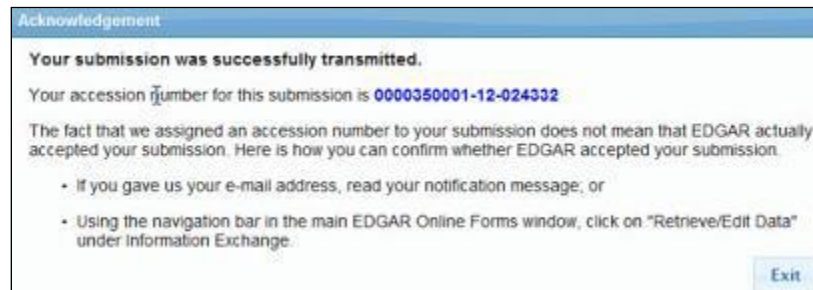 Acknowledgement
Your submission was successfully transmitted.
Your accession number for this submission is 0000350001-12-024332
The fact that we assigned an accession number to your submission does not mean that EDGAR actually
accepted your submission. Here is how you can confirm whether EDGAR accepted your submission.
• If you gave us your e-mail address, read your notification message; or
• Using the navigation bar in the main EDGAR Online Forms window, click on "Retrieve/Edit Data"
under Information Exchange.
Exit